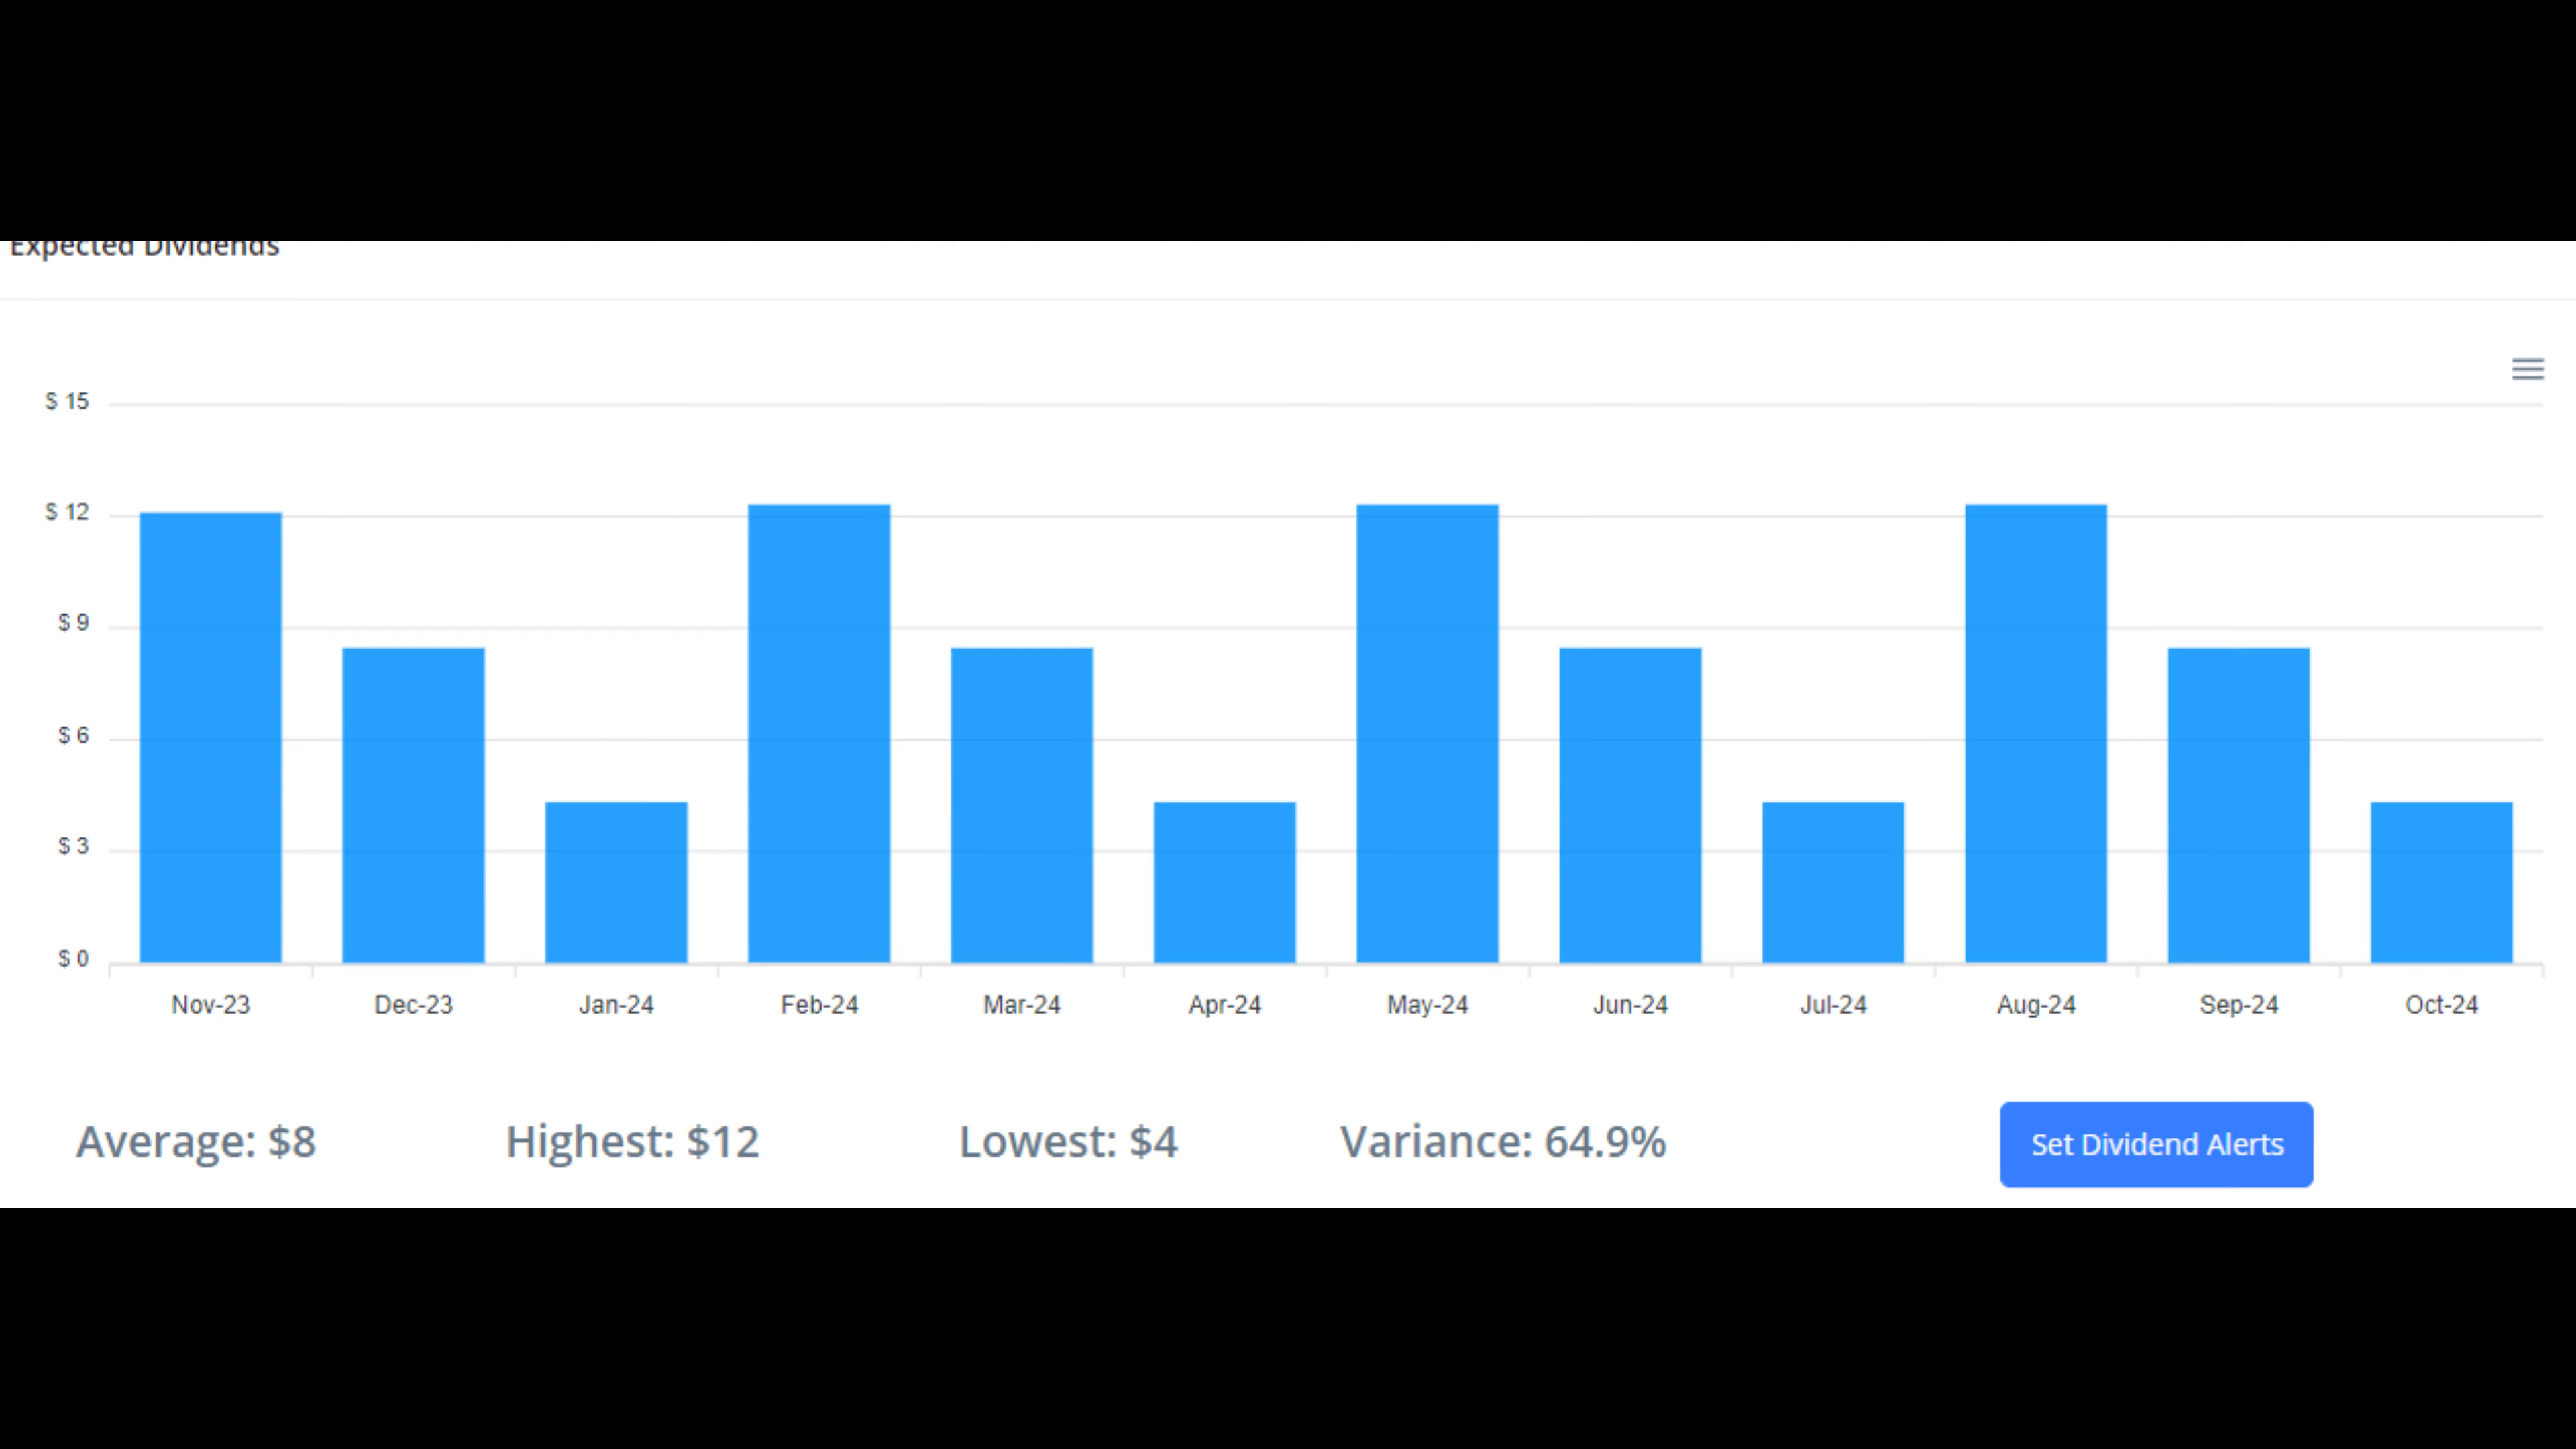 Expected Dividends
$ 15
$ 12
$ 9
$ 6
$ 3
$ 0
Nov-23 Dec-23 Jan-24 Feb-24 Mar-24 Apr-24 May-24 Jun-24 Jul-24 Aug-24 Sep-24 Oct-24
Average: $8 Highest: $12 Lowest: $4 Variance: 64.9% Set Dividend Alerts